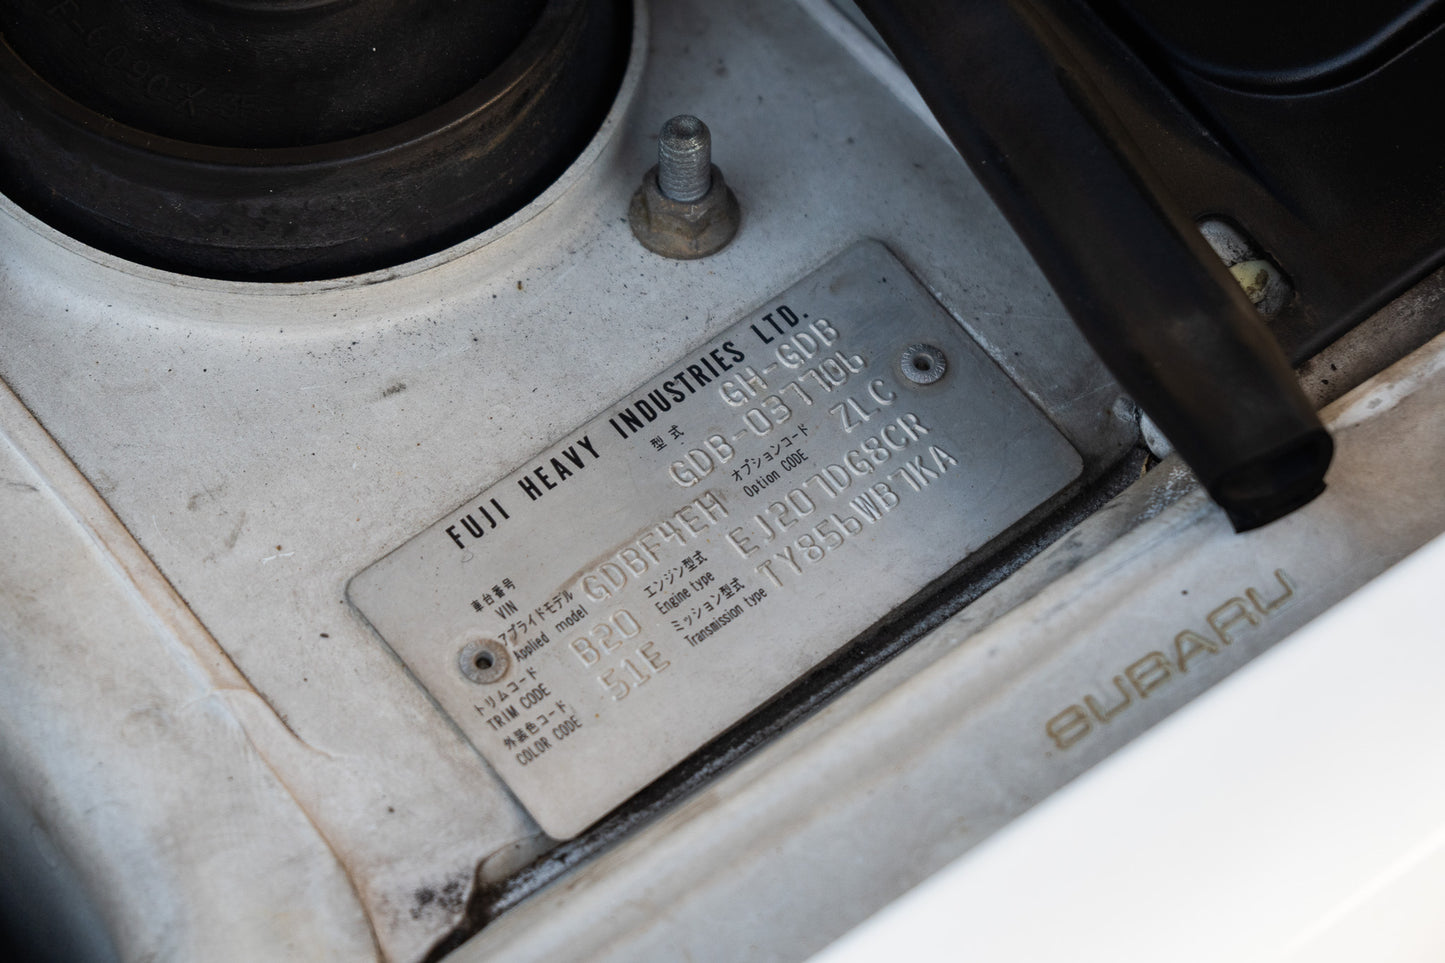 FUJI HEAVY INDUSTRIES LTD.
型式 GH-GDB
車台番号 VIN GDB-037706
アプライドモデル Applied model GDBF4EH オプションコード Option CODE ZLC
トリムコード TRIM CODE B20 エンジン型式 Engine type EJ207DG8CR
外装色コード COLOR CODE 51E ミッション型式 Transmission type TY856WB7KA
SUBARU